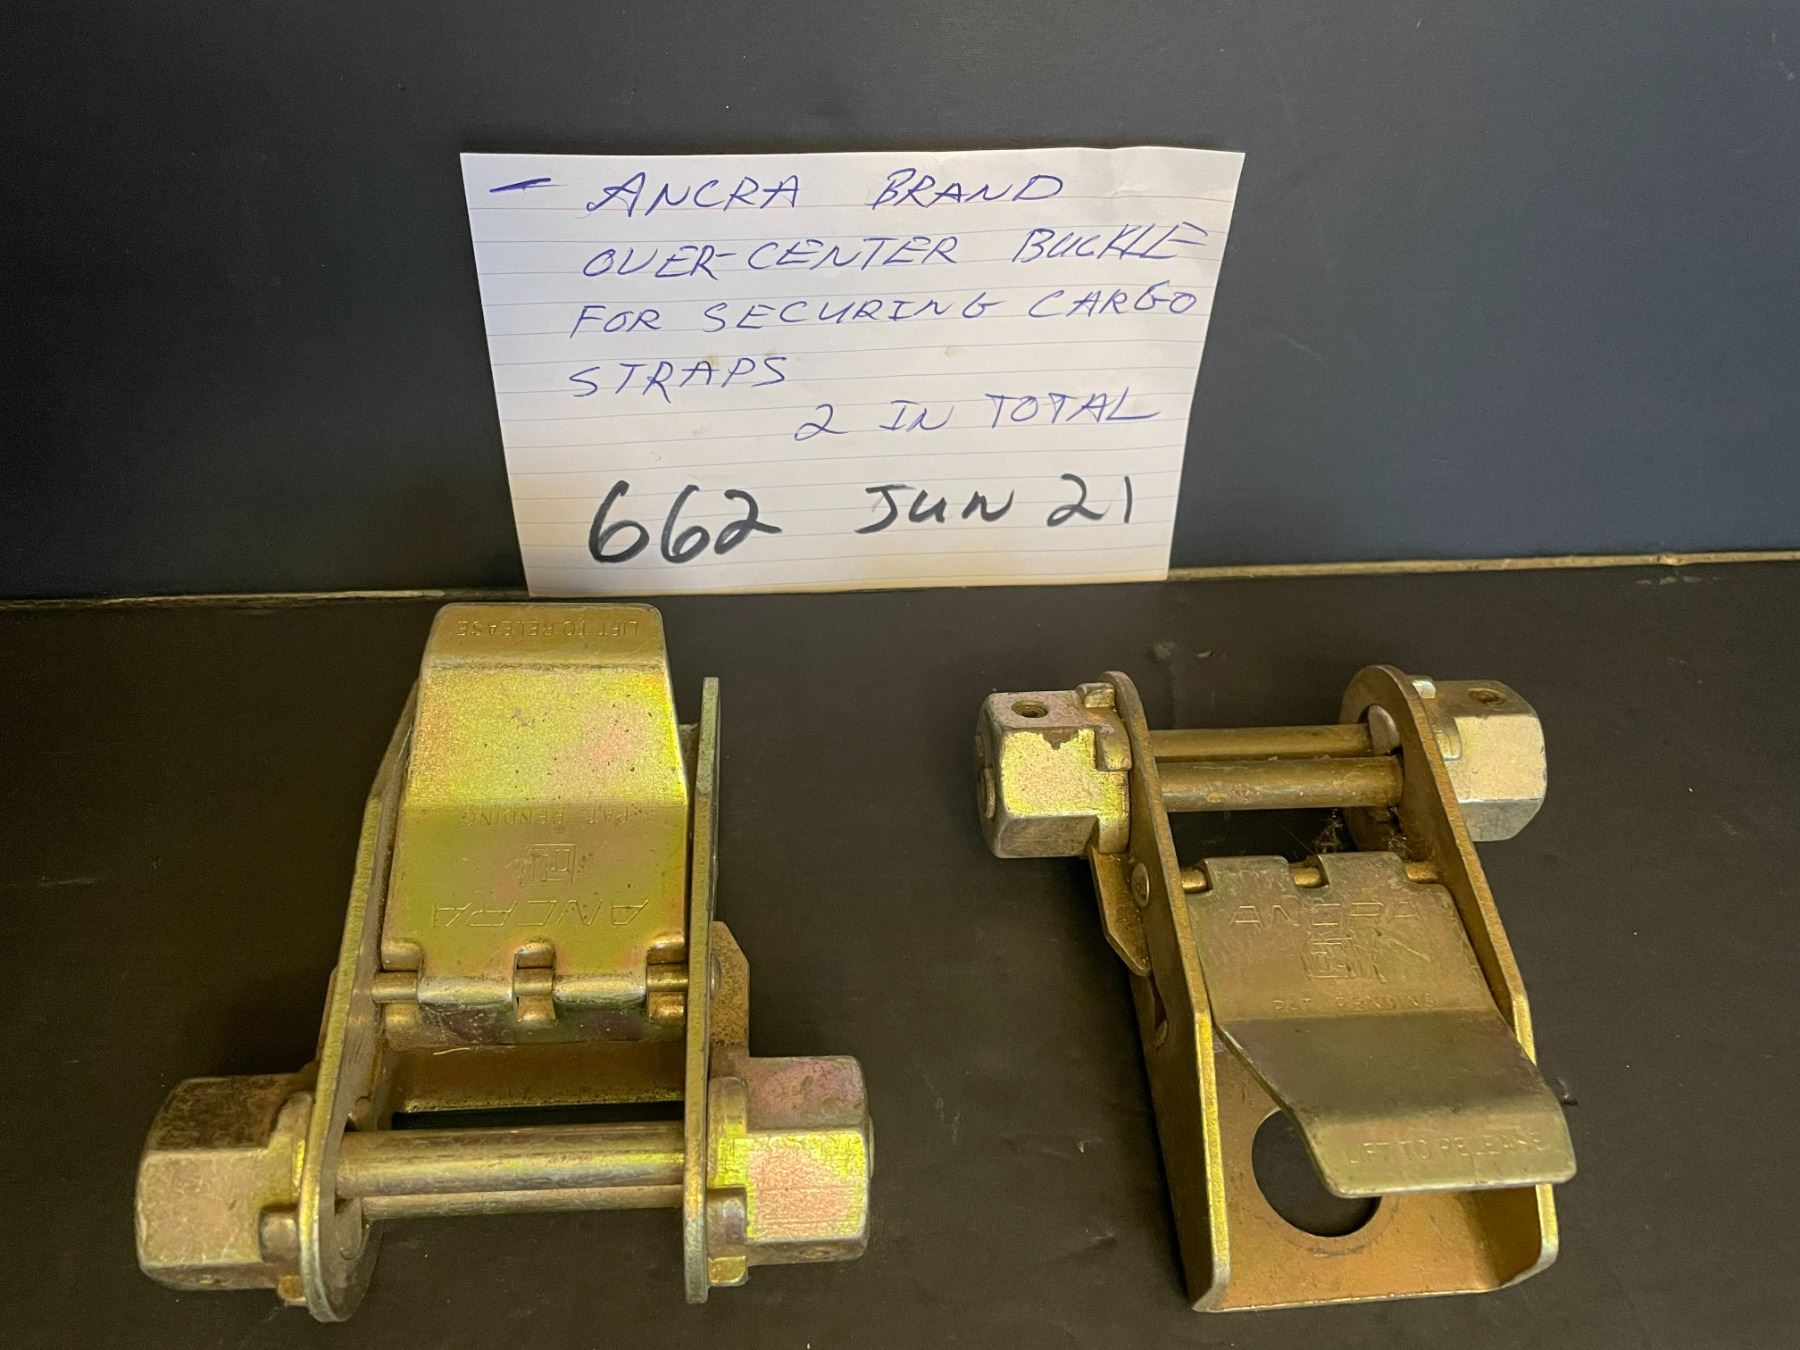 - ANCRA BRAND
OVER-CENTER BUCKLE
FOR SECURING CARGO
STRAPS
2 IN TOTAL
662 JUN 21
LIFT TO RELEASE
PAT. PENDING
ANCRA
ANCRA
PAT. PENDING
LIFT TO RELEASE